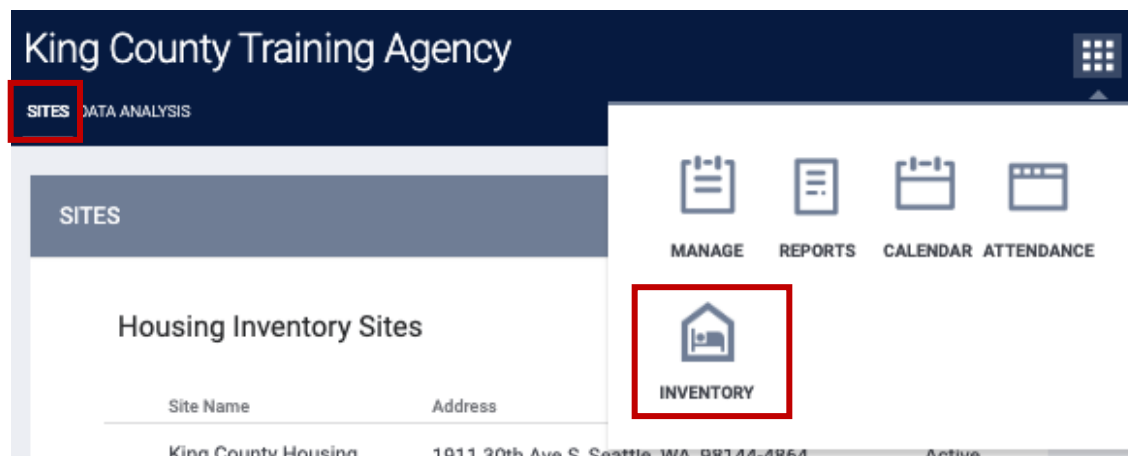 King County Training Agency
SITES DATA ANALYSIS
SITES
MANAGE REPORTS CALENDAR ATTENDANCE
INVENTORY
Housing Inventory Sites
Site Name Address
King County Housing 1911 30th Ave S, Seattle, WA, 98144-4864 Active